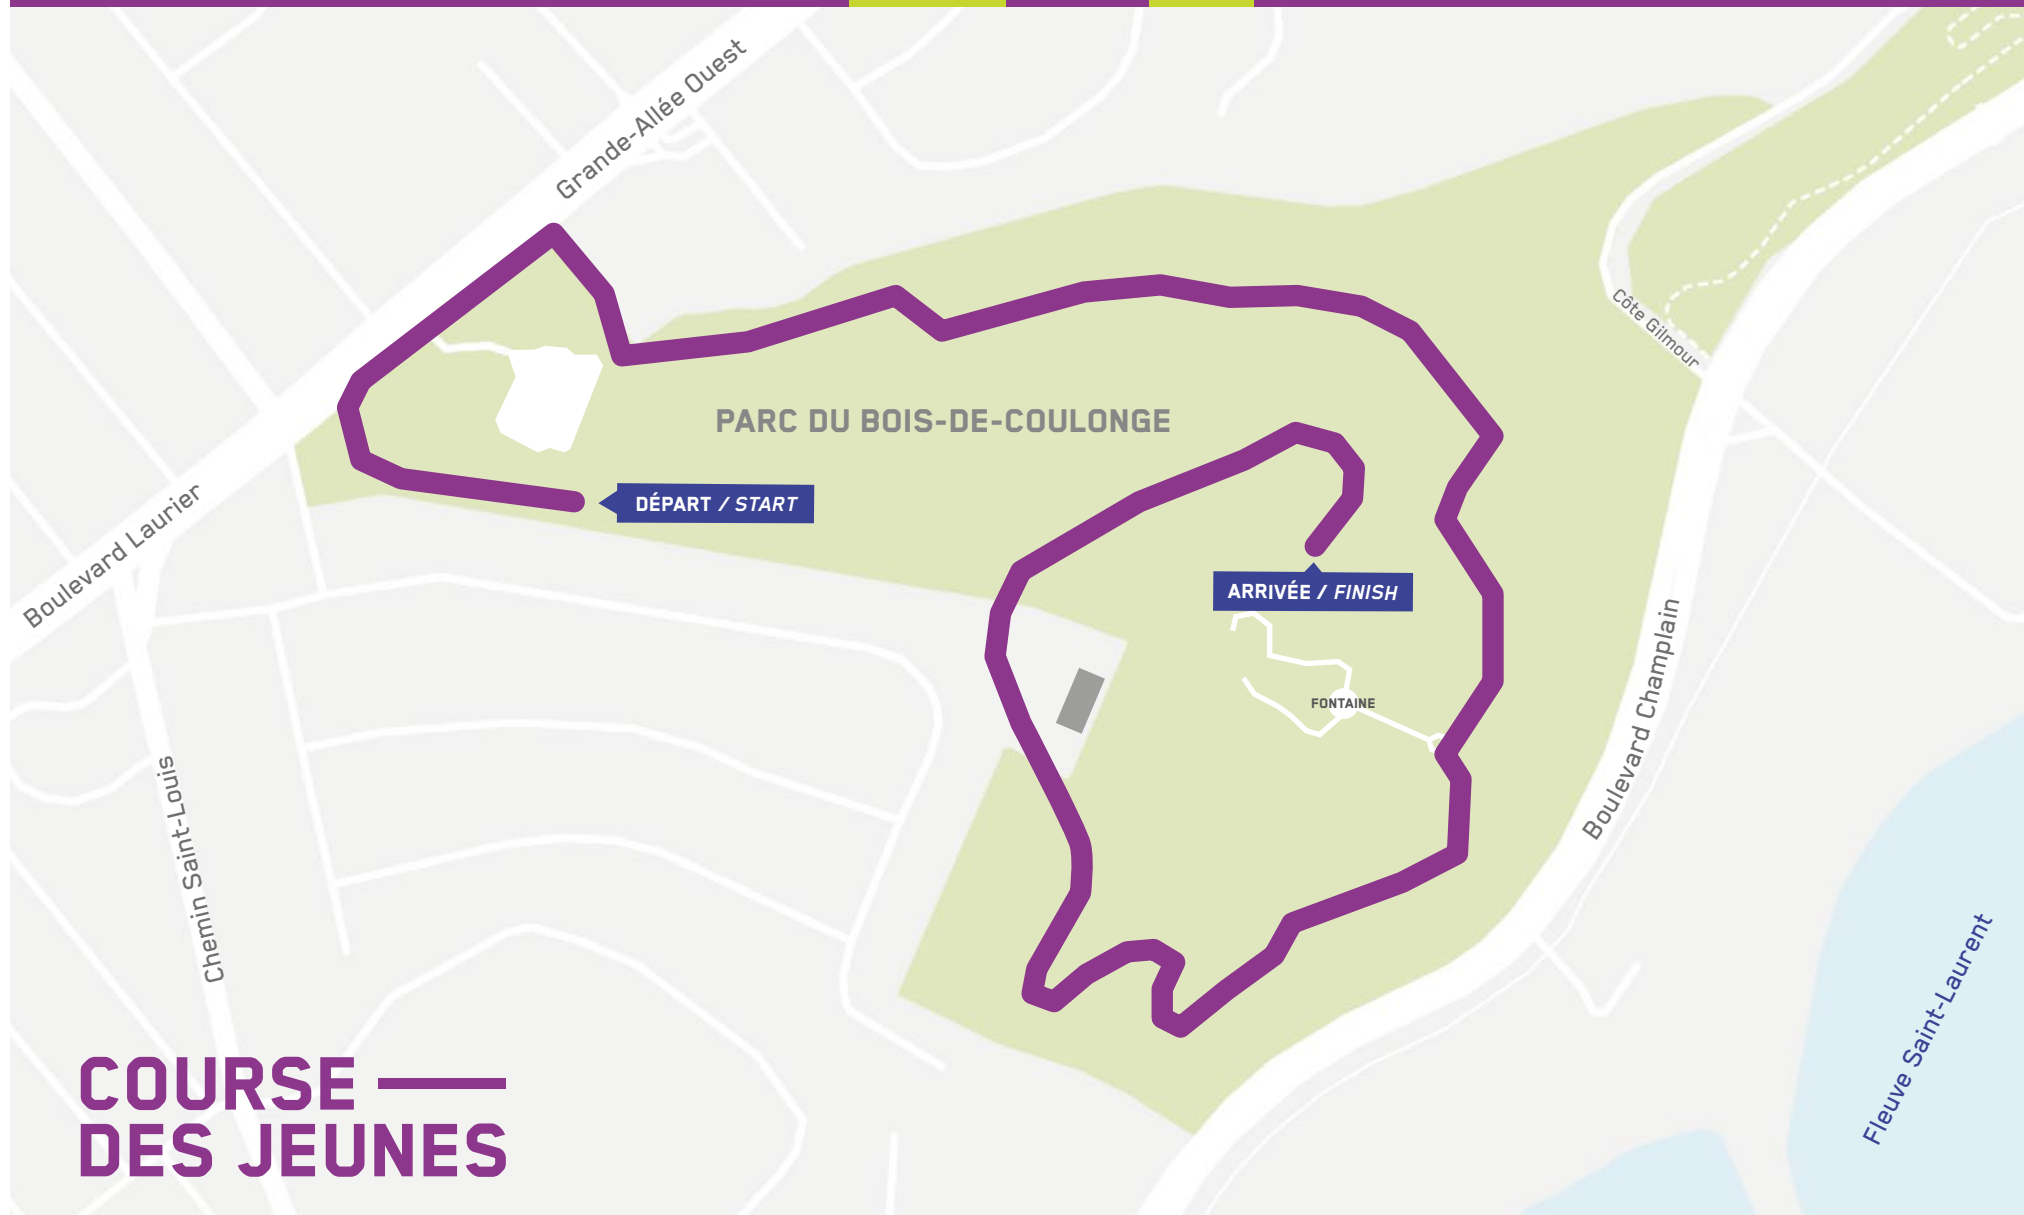 Grande-Allée Ouest
Côte Gilmour
PARC DU BOIS-DE-COULONGE
DÉPART / START
Boulevard Laurier
ARRIVÉE / FINISH
FONTAINE
Boulevard Champlain
Chemin Saint-Louis
Fleuve Saint-Laurent
COURSE
DES JEUNES